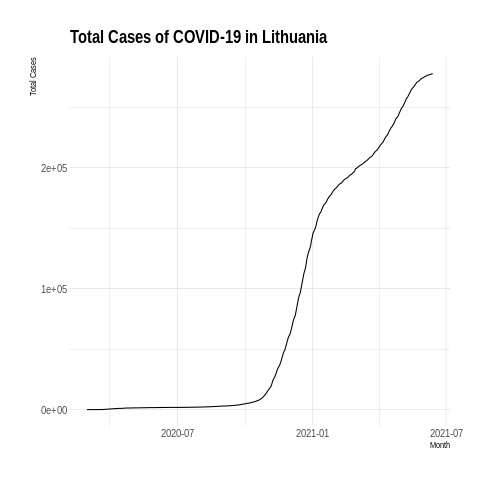 Total Cases of COVID-19 in Lithuania
Total Cases
2e+05
1e+05
0e+00
2020-07 2021-01 2021-07
Month